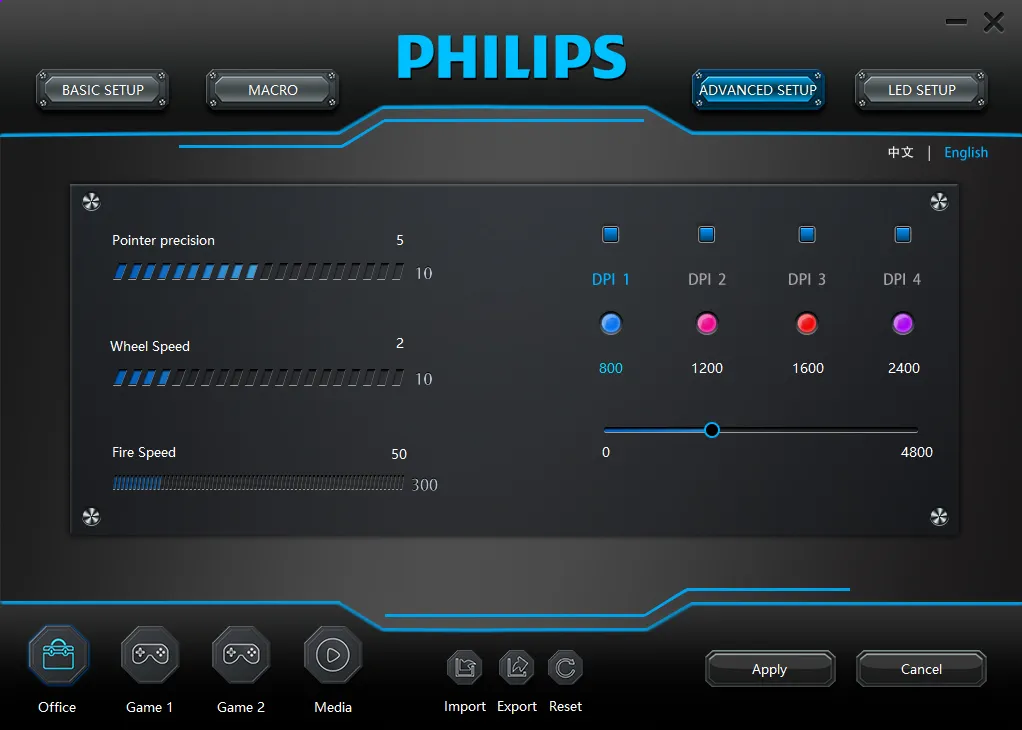 PHILIPS
BASIC SETUP
MACRO
ADVANCED SETUP
LED SETUP
中文 | English
Pointer precision 5
10
Wheel Speed 2
10
Fire Speed 50
300
DPI 1 DPI 2 DPI 3 DPI 4
800 1200 1600 2400
0 4800
Office Game 1 Game 2 Media
Import Export Reset
Apply Cancel